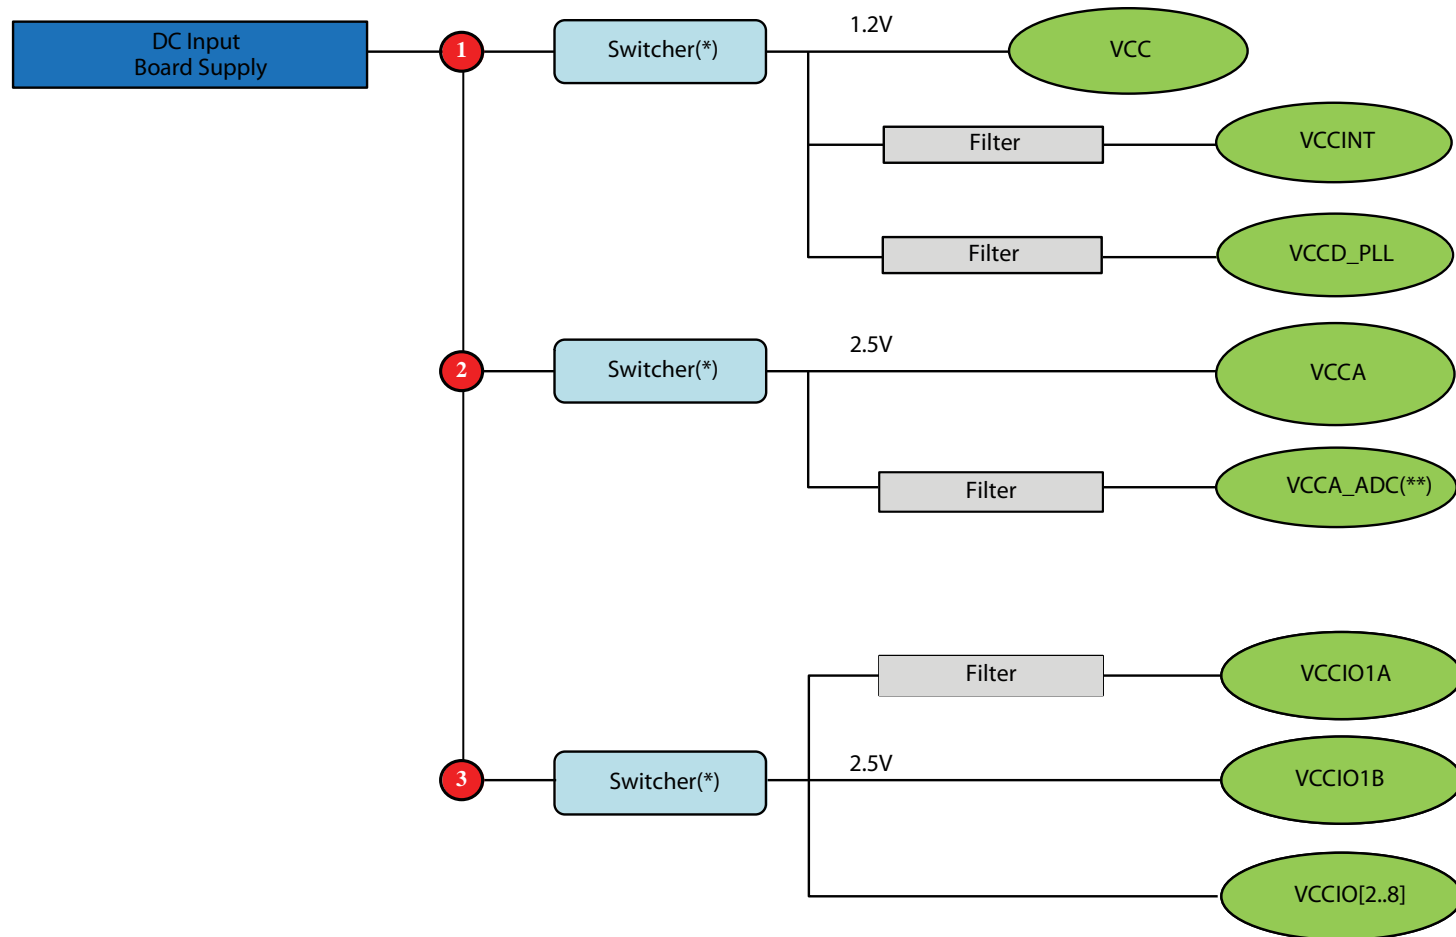 DC Input
Board Supply
1
Switcher(*)
1.2V
VCC
Filter
VCCINT
Filter
VCCD_PLL
2
Switcher(*)
2.5V
VCCA
Filter
VCCA_ADC(**)
Filter
VCCIO1A
3
Switcher(*)
2.5V
VCCIO1B
VCCIO[2..8]